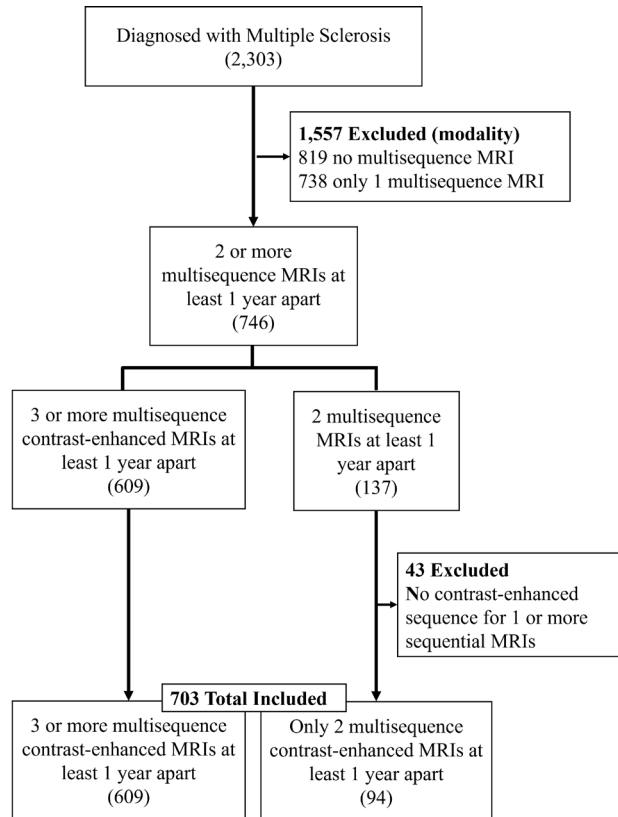 Diagnosed with Multiple Sclerosis
(2,303)
1,557 Excluded (modality)
819 no multisequence MRI
738 only 1 multisequence MRI
2 or more
multisequence MRIs at
least 1 year apart
(746)
3 or more multisequence
contrast-enhanced MRIs at
least 1 year apart
(609)
2 multisequence
MRIs at least 1
year apart
(137)
43 Excluded
No contrast-enhanced
sequence for 1 or more
sequential MRIs
703 Total Included
3 or more multisequence
contrast-enhanced MRIs at
least 1 year apart
(609)
Only 2 multisequence
contrast-enhanced MRIs at
least 1 year apart
(94)